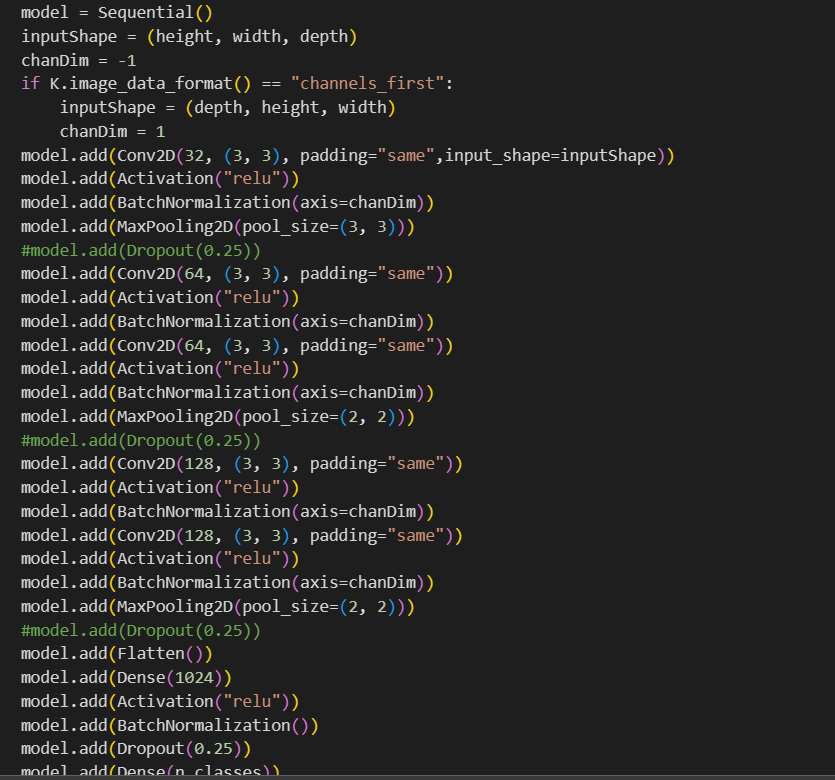 model = Sequential()
inputShape = (height, width, depth)
chanDim = -1
if K.image_data_format() == "channels_first":
    inputShape = (depth, height, width)
    chanDim = 1
model.add(Conv2D(32, (3, 3), padding="same",input_shape=inputShape))
model.add(Activation("relu"))
model.add(BatchNormalization(axis=chanDim))
model.add(MaxPooling2D(pool_size=(3, 3)))
#model.add(Dropout(0.25))
model.add(Conv2D(64, (3, 3), padding="same"))
model.add(Activation("relu"))
model.add(BatchNormalization(axis=chanDim))
model.add(Conv2D(64, (3, 3), padding="same"))
model.add(Activation("relu"))
model.add(BatchNormalization(axis=chanDim))
model.add(MaxPooling2D(pool_size=(2, 2)))
#model.add(Dropout(0.25))
model.add(Conv2D(128, (3, 3), padding="same"))
model.add(Activation("relu"))
model.add(BatchNormalization(axis=chanDim))
model.add(Conv2D(128, (3, 3), padding="same"))
model.add(Activation("relu"))
model.add(BatchNormalization(axis=chanDim))
model.add(MaxPooling2D(pool_size=(2, 2)))
#model.add(Dropout(0.25))
model.add(Flatten())
model.add(Dense(1024))
model.add(Activation("relu"))
model.add(BatchNormalization())
model.add(Dropout(0.25))
model.add(Dense(n_classes))